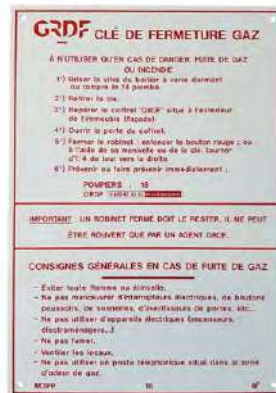 GRDF CLÉ DE FERMETURE GAZ
À N'UTILISER QU'EN CAS DE DANGER, FUITE DE GAZ
OU INCENDIE
1°) Briser la vitre du boîtier à verre dormant
ou rompre le fil plombé.
2°) Retirer la clé.
3°) Repérer le coffret "GRDF" situé à l'extérieur
de l'immeuble (façade).
4°) Ouvrir la porte du coffret.
5°) Fermer le robinet : enfoncer le bouton rouge ; ou
à l'aide de sa manivelle ou de la clé, tourner
d'1/4 de tour vers la droite.
6°) Prévenir ou faire prévenir immédiatement :
POMPIERS : 18
GRDF :
IMPORTANT : UN ROBINET FERMÉ DOIT LE RESTER. IL NE PEUT
ÊTRE ROUVERT QUE PAR UN AGENT GRDF.
CONSIGNES GÉNÉRALES EN CAS DE FUITE DE GAZ
- Éviter toute flamme ou étincelle.
- Ne pas manœuvrer d'interrupteurs électriques, de boutons
poussoirs, de sonnettes, d'avertisseurs de portes, etc...
- Ne pas utiliser d'appareils électriques (ascenseurs,
électroménagers...)
- Ne pas fumer.
- Ventiler les locaux.
- Ne pas utiliser un poste téléphonique situé dans la zone
d'odeur de gaz.